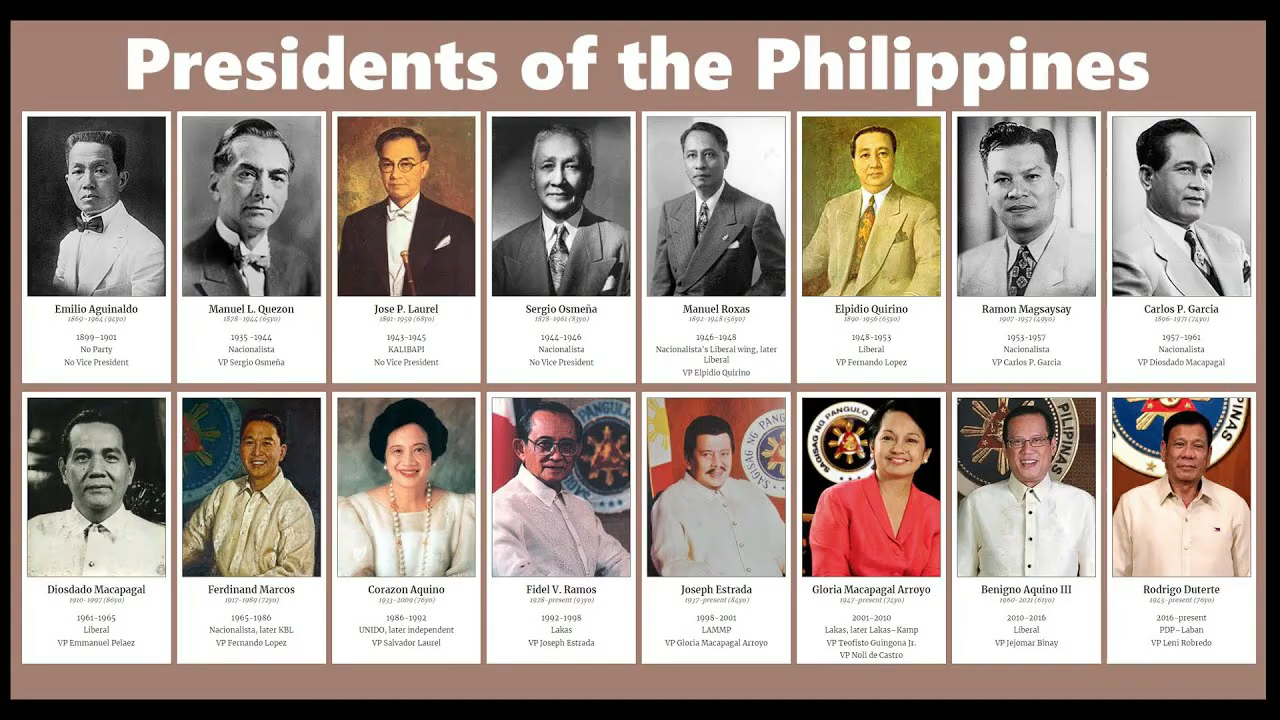 Presidents of the Philippines
Emilio Aguinaldo
1869-1964 (94yo)
1899-1901
No Party
No Vice President
Manuel L. Quezon
1878-1944 (65yo)
1935 -1944
Nacionalista
VP Sergio Osmeña
Jose P. Laurel
1891-1959 (68yo)
1943-1945
KALIBAPI
No Vice President
Sergio Osmeña
1878-1961 (83yo)
1944-1946
Nacionalista
No Vice President
Manuel Roxas
1892-1948 (56yo)
1946-1948
Nacionalista's Liberal wing, later
Liberal
VP Elpidio Quirino
Elpidio Quirino
1890-1956 (65yo)
1948-1953
Liberal
VP Fernando Lopez
Ramon Magsaysay
1907-1957 (49yo)
1953-1957
Nacionalista
VP Carlos P. Garcia
Carlos P. Garcia
1896-1971 (74yo)
1957-1961
Nacionalista
VP Diosdado Macapagal
PANGULO
SAGISAG NG PANGULO
SAGISAG NG PANGULO
PILIPINAS
PINAS
Diosdado Macapagal
1910-1997 (86yo)
1961-1965
Liberal
VP Emmanuel Pelaez
Ferdinand Marcos
1917-1989 (72yo)
1965-1986
Nacionalista, later KBL
VP Fernando Lopez
Corazon Aquino
1933-2009 (76yo)
1986-1992
UNIDO, later independent
VP Salvador Laurel
Fidel V. Ramos
1928-present (93yo)
1992-1998
Lakas
VP Joseph Estrada
Joseph Estrada
1937-present (84yo)
1998-2001
LAMMP
VP Gloria Macapagal Arroyo
Gloria Macapagal Arroyo
1947-present (74yo)
2001-2010
Lakas, later Lakas–Kamp
VP Teofisto Guingona Jr.
VP Noli de Castro
Benigno Aquino III
1960-2021 (61yo)
2010-2016
Liberal
VP Jejomar Binay
Rodrigo Duterte
1945-present (76yo)
2016-present
PDP–Laban
VP Leni Robredo